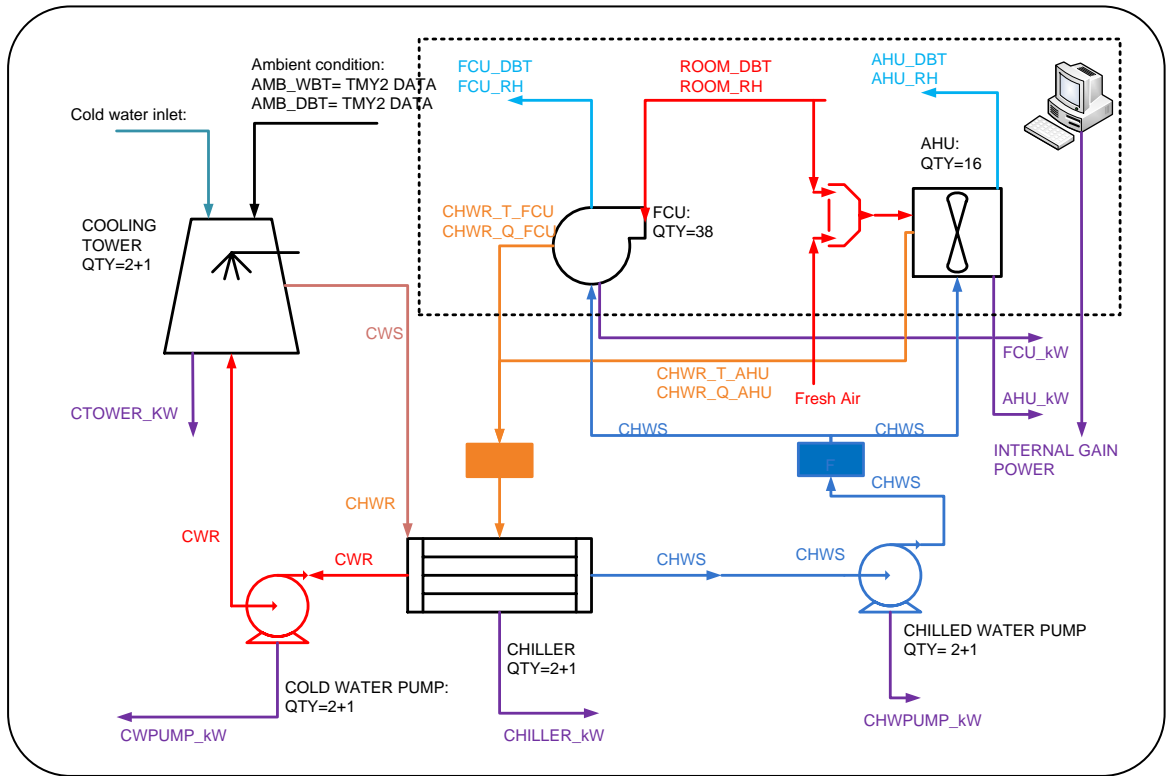 Ambient condition:
AMB_WBT= TMY2 DATA
AMB_DBT= TMY2 DATA
Cold water inlet:
FCU_DBT
FCU_RH
ROOM_DBT
ROOM_RH
AHU_DBT
AHU_RH
AHU:
QTY=16
COOLING
TOWER
QTY=2+1
CHWR_T_FCU
CHWR_Q_FCU
FCU:
QTY=38
CWS
FCU_kW
CHWR_T_AHU
CHWR_Q_AHU
Fresh Air
AHU_kW
CTOWER_KW
CHWS
CHWS
INTERNAL GAIN
POWER
F
CHWS
CHWR
CWR
CWR
CHWS
CHWS
CHILLED WATER PUMP
QTY= 2+1
CHILLER
QTY=2+1
COLD WATER PUMP:
QTY=2+1
CWPUMP_kW
CHILLER_kW
CHWPUMP_kW